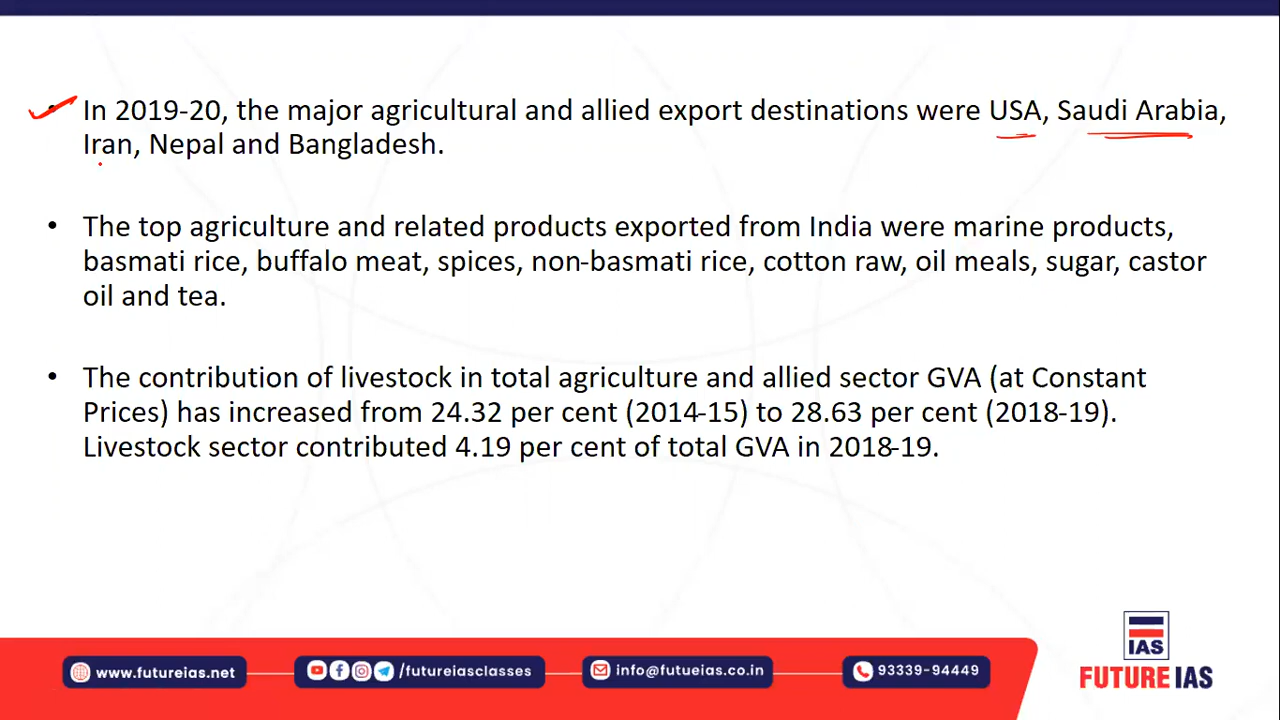 In 2019-20, the major agricultural and allied export destinations were USA, Saudi Arabia,
Iran, Nepal and Bangladesh.
• The top agriculture and related products exported from India were marine products,
basmati rice, buffalo meat, spices, non-basmati rice, cotton raw, oil meals, sugar, castor
oil and tea.
• The contribution of livestock in total agriculture and allied sector GVA (at Constant
Prices) has increased from 24.32 per cent (2014-15) to 28.63 per cent (2018-19).
Livestock sector contributed 4.19 per cent of total GVA in 2018-19.
IAS
FUTURE IAS
www.futureias.net
/futureiasclasses
info@futueias.co.in
93339-94449